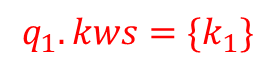 q₁.kws = {k₁}